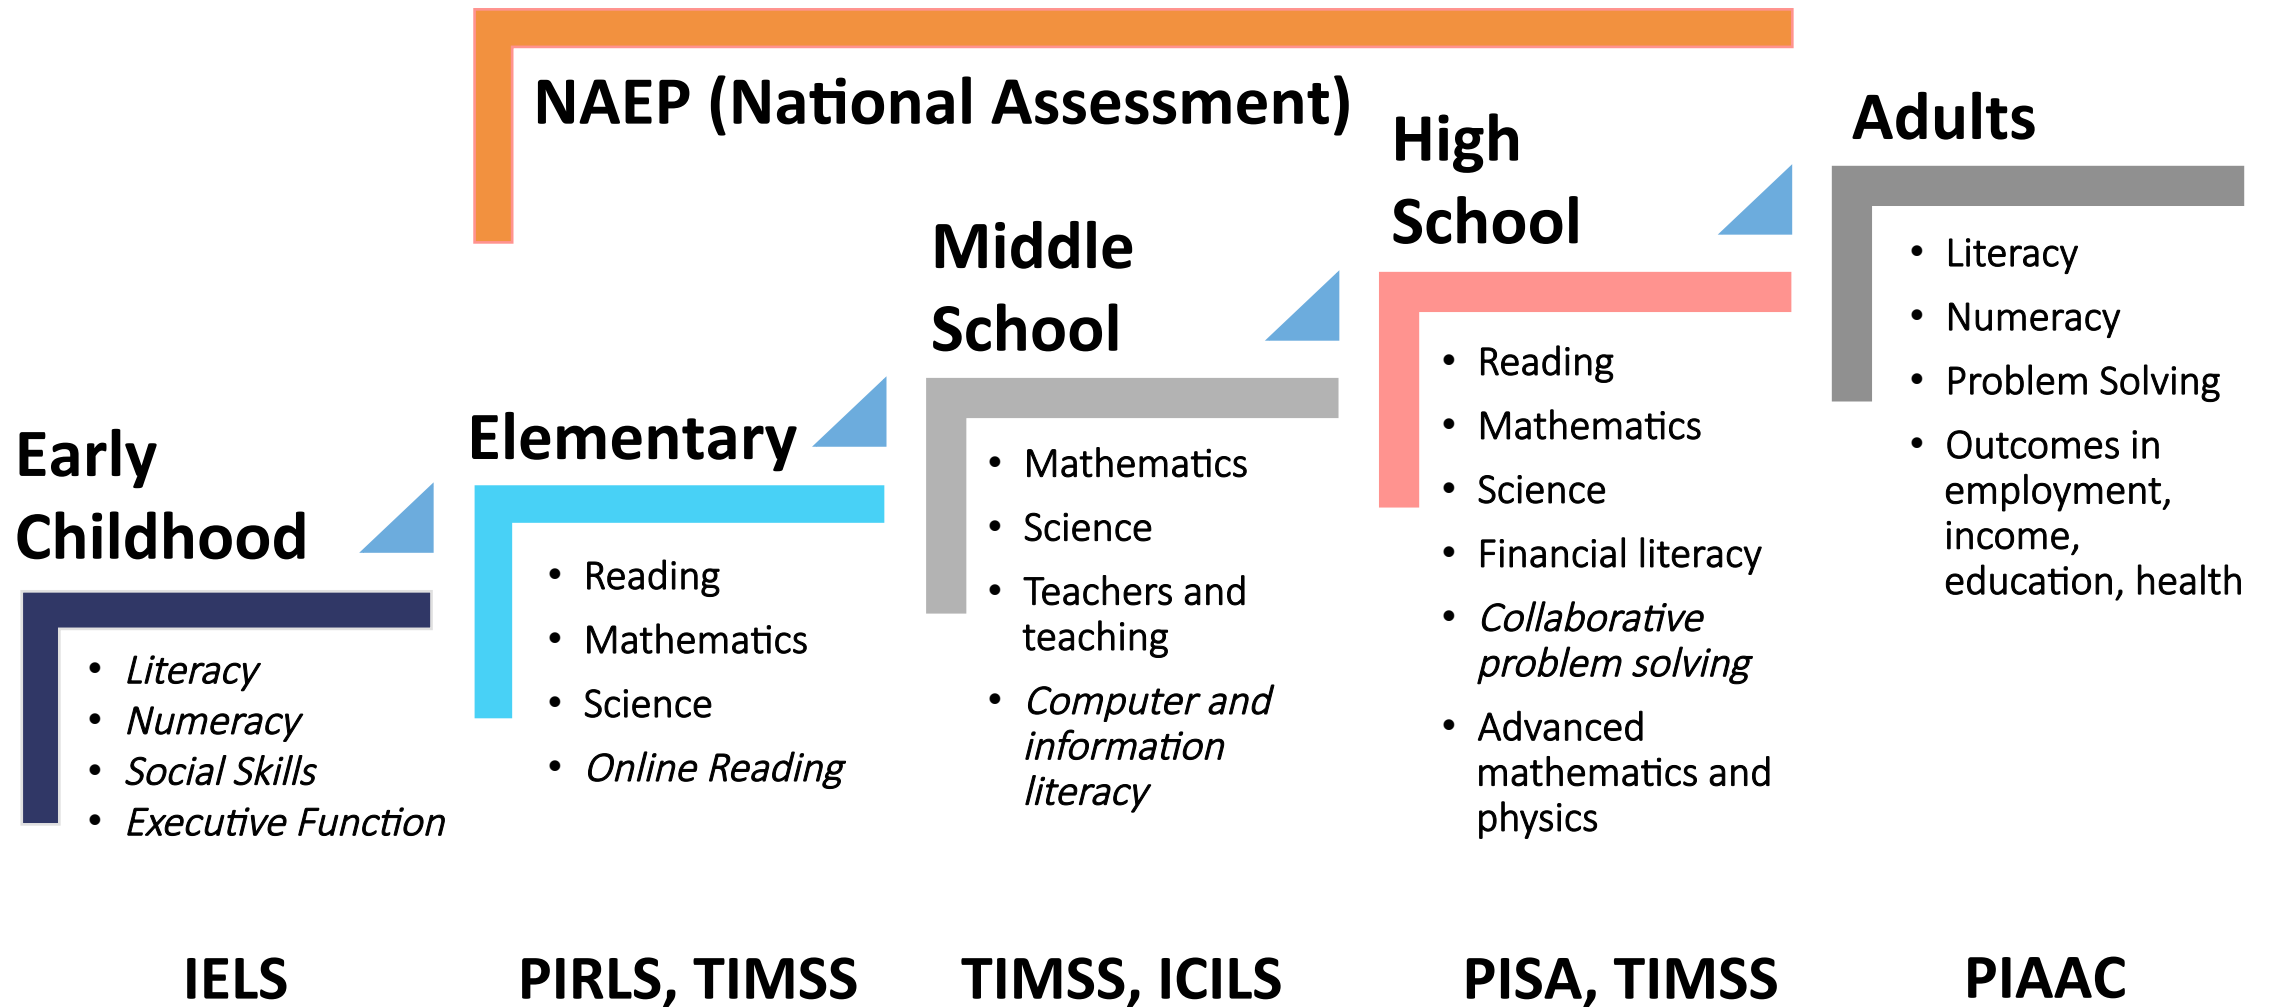 NAEP (National Assessment)
Early
Childhood
• Literacy
• Numeracy
• Social Skills
• Executive Function
IELS
Elementary
• Reading
• Mathematics
• Science
• Online Reading
PIRLS, TIMSS
Middle
School
• Mathematics
• Science
• Teachers and
teaching
• Computer and
information
literacy
TIMSS, ICILS
High
School
• Reading
• Mathematics
• Science
• Financial literacy
• Collaborative
problem solving
• Advanced
mathematics and
physics
PISA, TIMSS
Adults
• Literacy
• Numeracy
• Problem Solving
• Outcomes in
employment,
income,
education, health
PIAAC